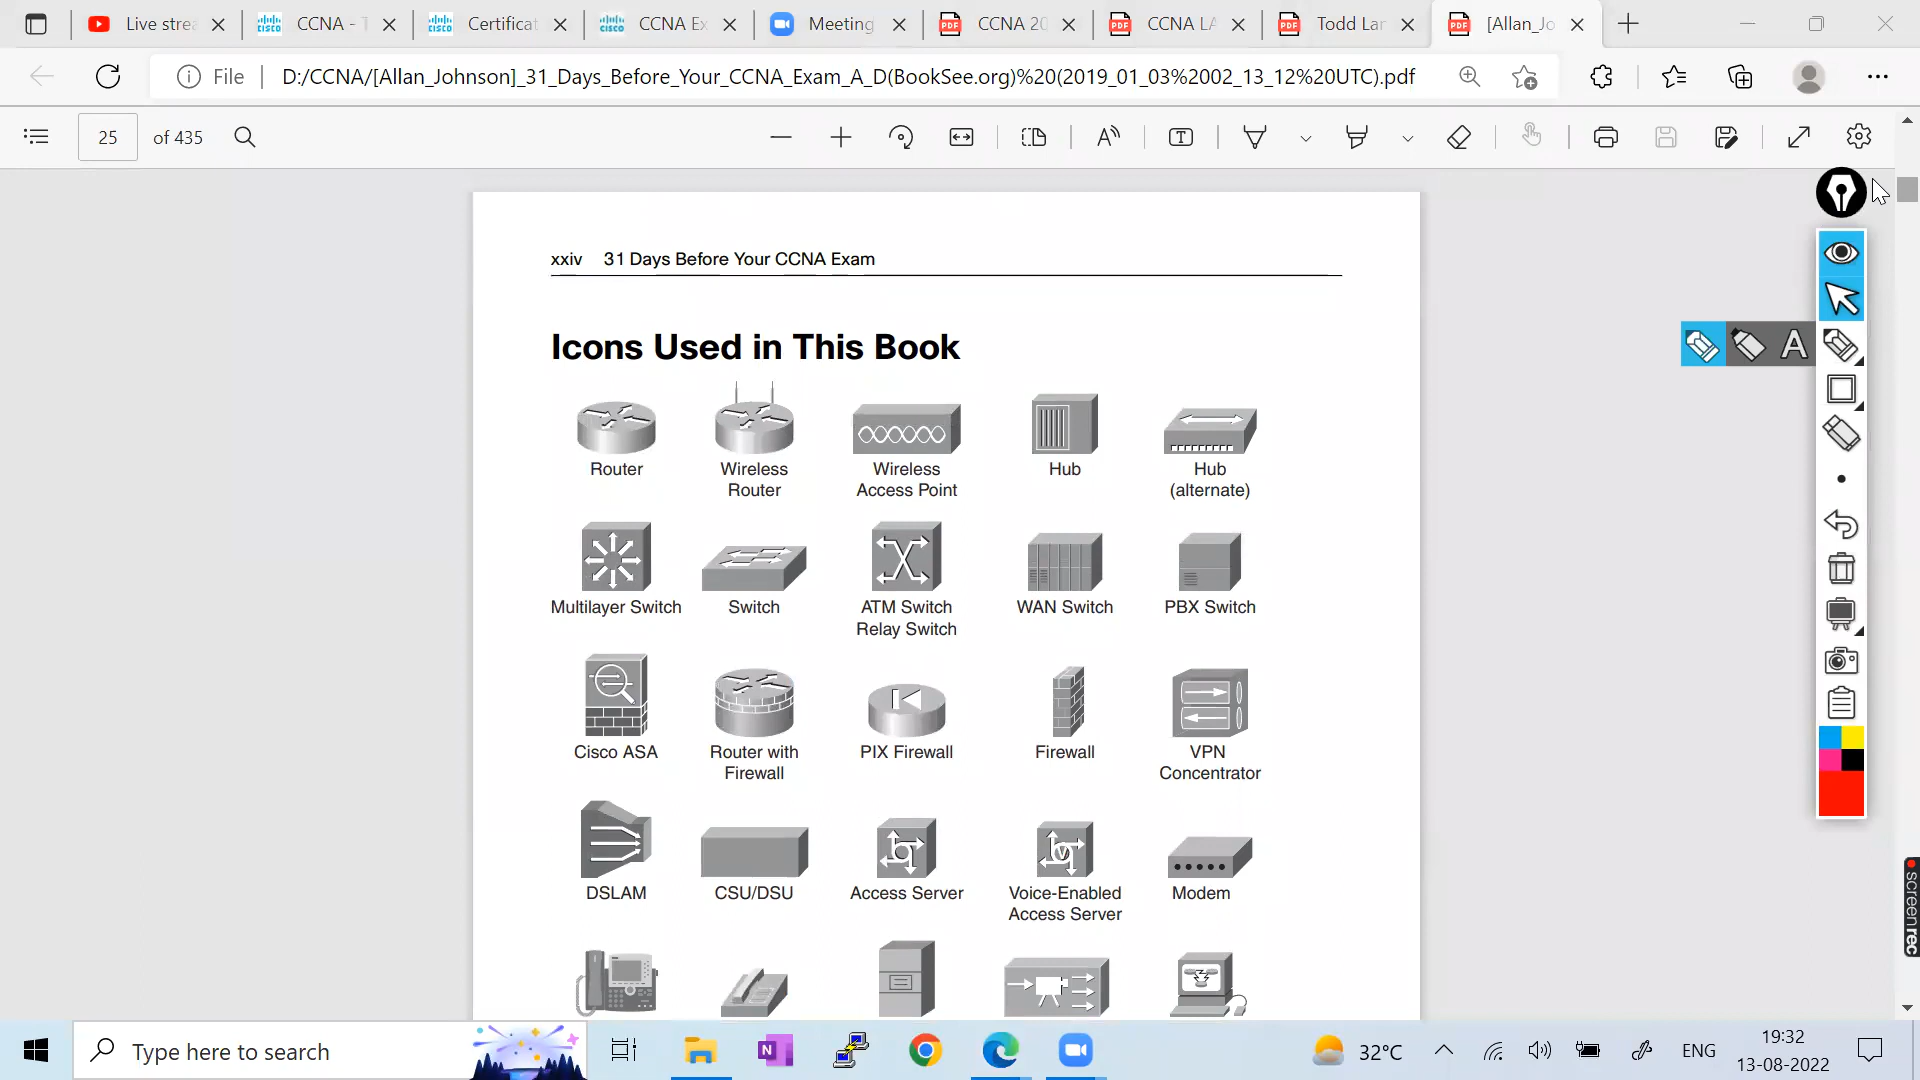 Live strea
CCNA - T
Certificat
CCNA Ex
Meeting
CCNA 20
CCNA LA
Todd Lar
[Allan_Jo
File
D:/CCNA/[Allan_Johnson]_31_Days_Before_Your_CCNA_Exam_A_D(BookSee.org)%20(2019_01_03%2002_13_12%20UTC).pdf
25 of 435
xxiv 31 Days Before Your CCNA Exam
Icons Used in This Book
Router
Wireless
Router
Wireless
Access Point
Hub
Hub
(alternate)
Multilayer Switch
Switch
ATM Switch
Relay Switch
WAN Switch
PBX Switch
Cisco ASA
Router with
Firewall
PIX Firewall
Firewall
VPN
Concentrator
DSLAM
CSU/DSU
Access Server
Voice-Enabled
Access Server
Modem
screenrec
Type here to search
32°C
ENG
19:32
13-08-2022